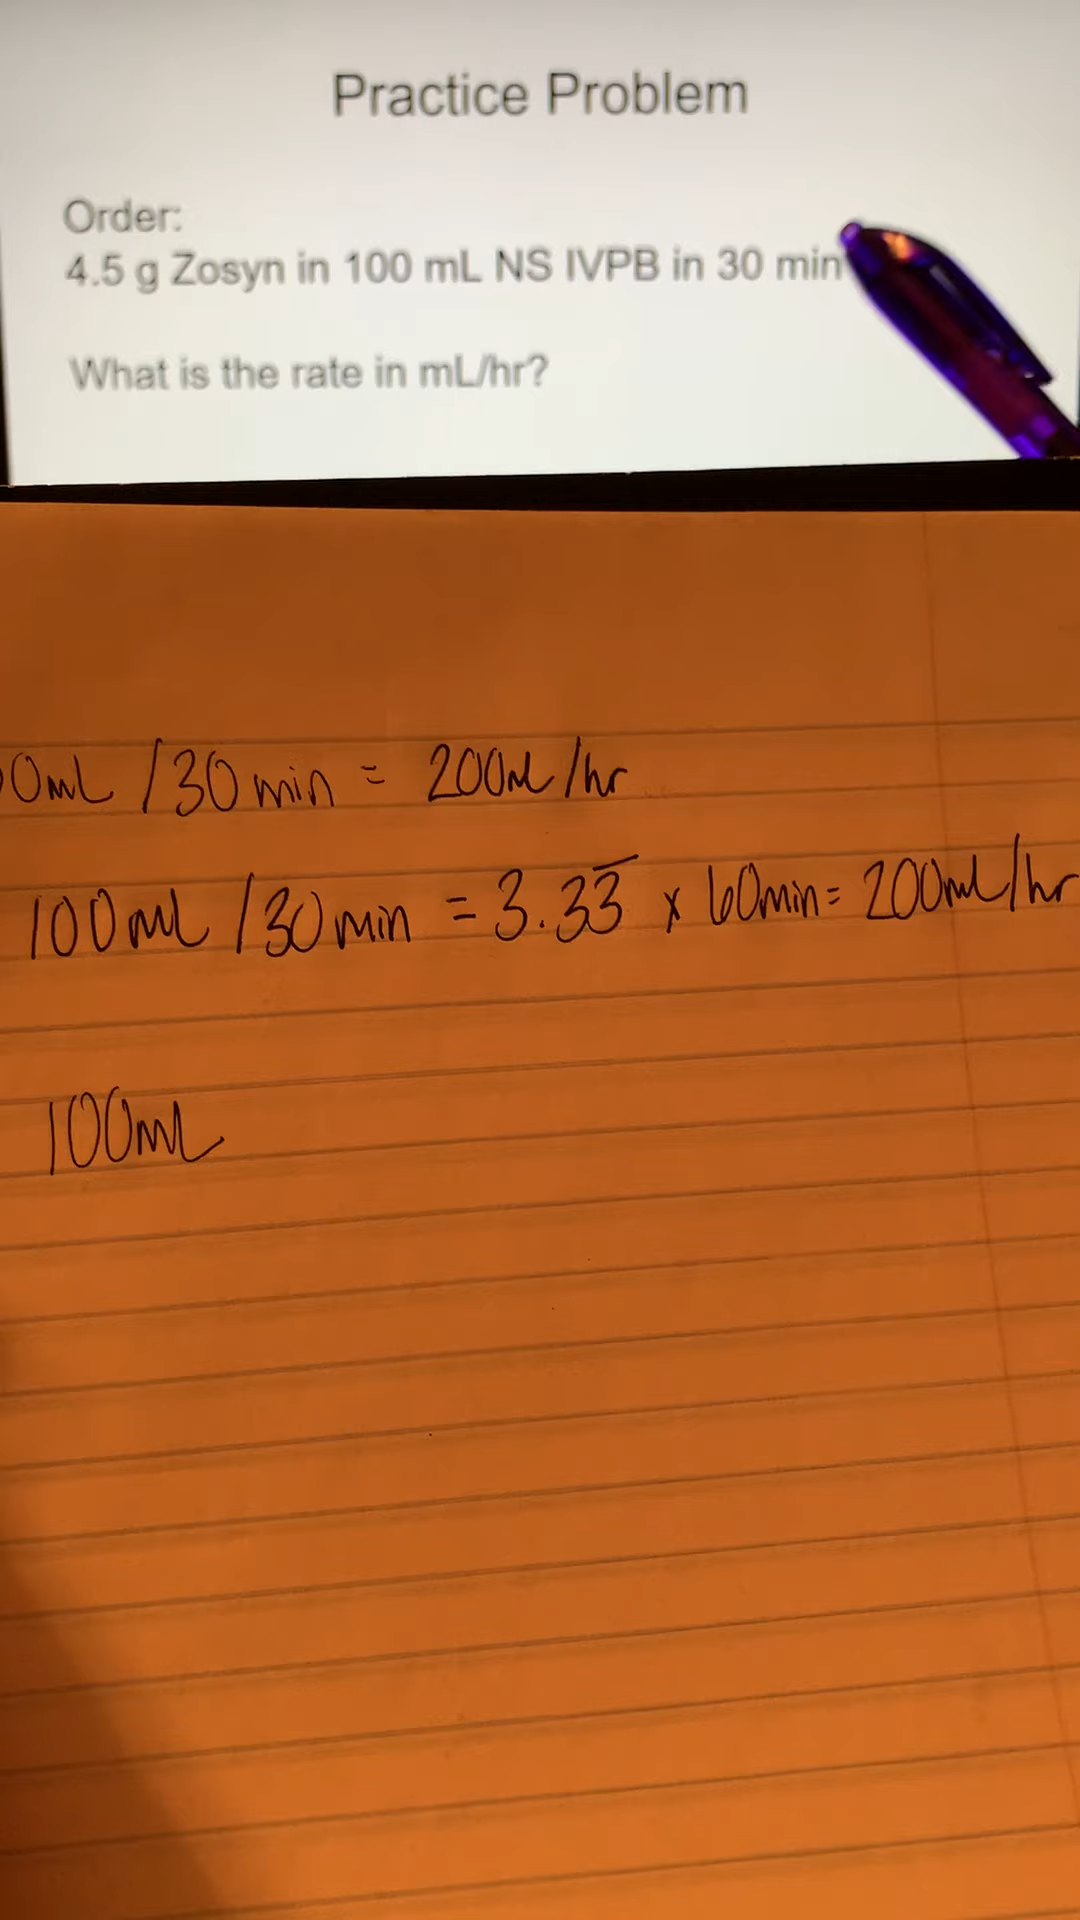 Practice Problem
Order:
4.5 g Zosyn in 100 mL NS IVPB in 30 min
What is the rate in mL/hr?
0mL /30 min = 200mL/hr
100mL /30 min = 3.33̅ x 60min = 200mL/hr
100mL